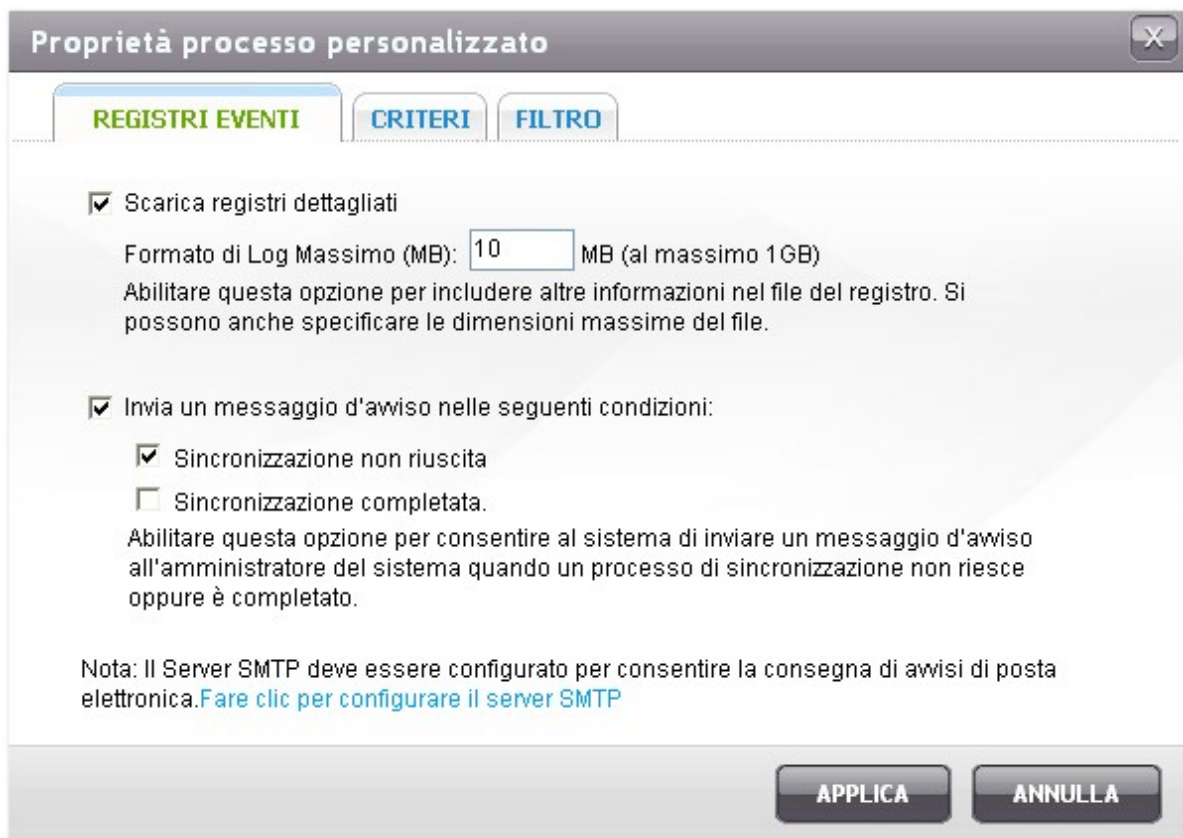 Proprietà processo personalizzato
X
REGISTRI EVENTI CRITERI FILTRO
Scarica registri dettagliati
Formato di Log Massimo (MB): 10 MB (al massimo 1GB)
Abilitare questa opzione per includere altre informazioni nel file del registro. Si
possono anche specificare le dimensioni massime del file.
Invia un messaggio d'avviso nelle seguenti condizioni:
Sincronizzazione non riuscita
Sincronizzazione completata.
Abilitare questa opzione per consentire al sistema di inviare un messaggio d'avviso
all'amministratore del sistema quando un processo di sincronizzazione non riesce
oppure è completato.
Nota: Il Server SMTP deve essere configurato per consentire la consegna di avvisi di posta
elettronica.Fare clic per configurare il server SMTP
APPLICA ANNULLA